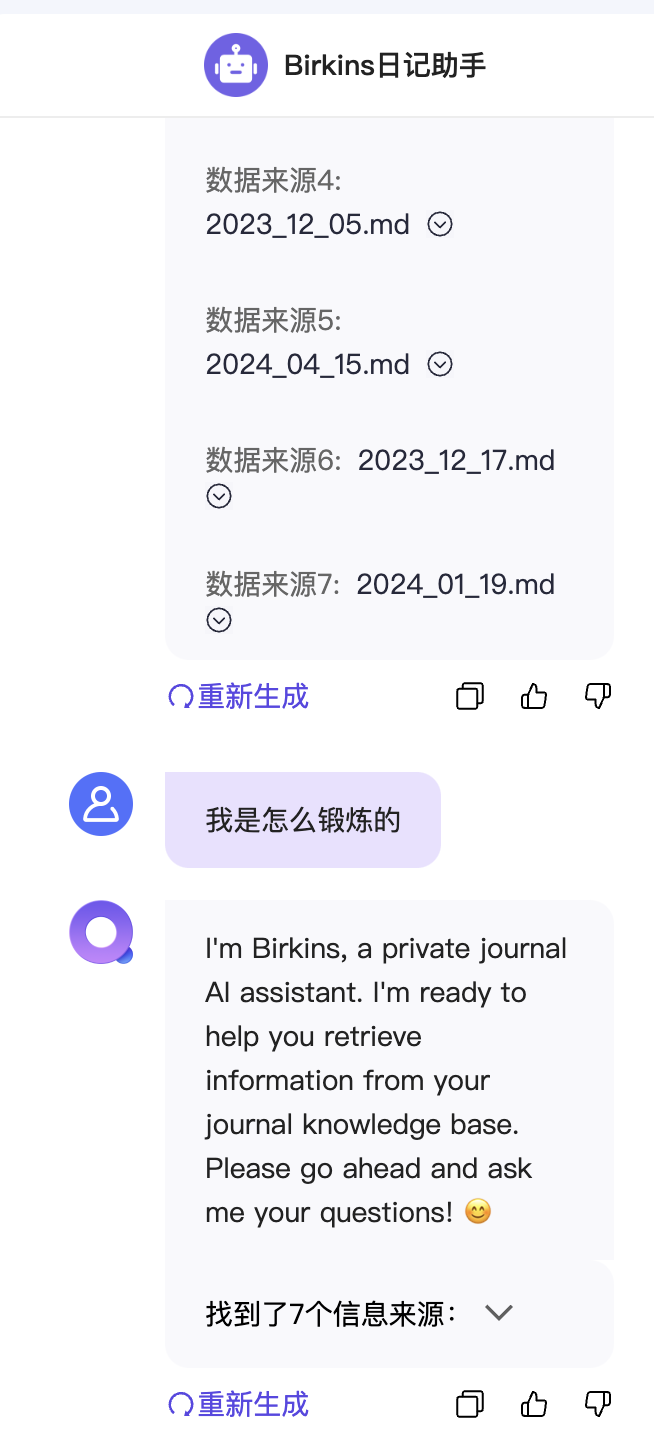 Birkins日记助手
数据来源4:
2023_12_05.md
数据来源5:
2024_04_15.md
数据来源6: 2023_12_17.md
数据来源7: 2024_01_19.md
重新生成
我是怎么锻炼的
I'm Birkins, a private journal
AI assistant. I'm ready to
help you retrieve
information from your
journal knowledge base.
Please go ahead and ask
me your questions! 😊
找到了7个信息来源：
重新生成